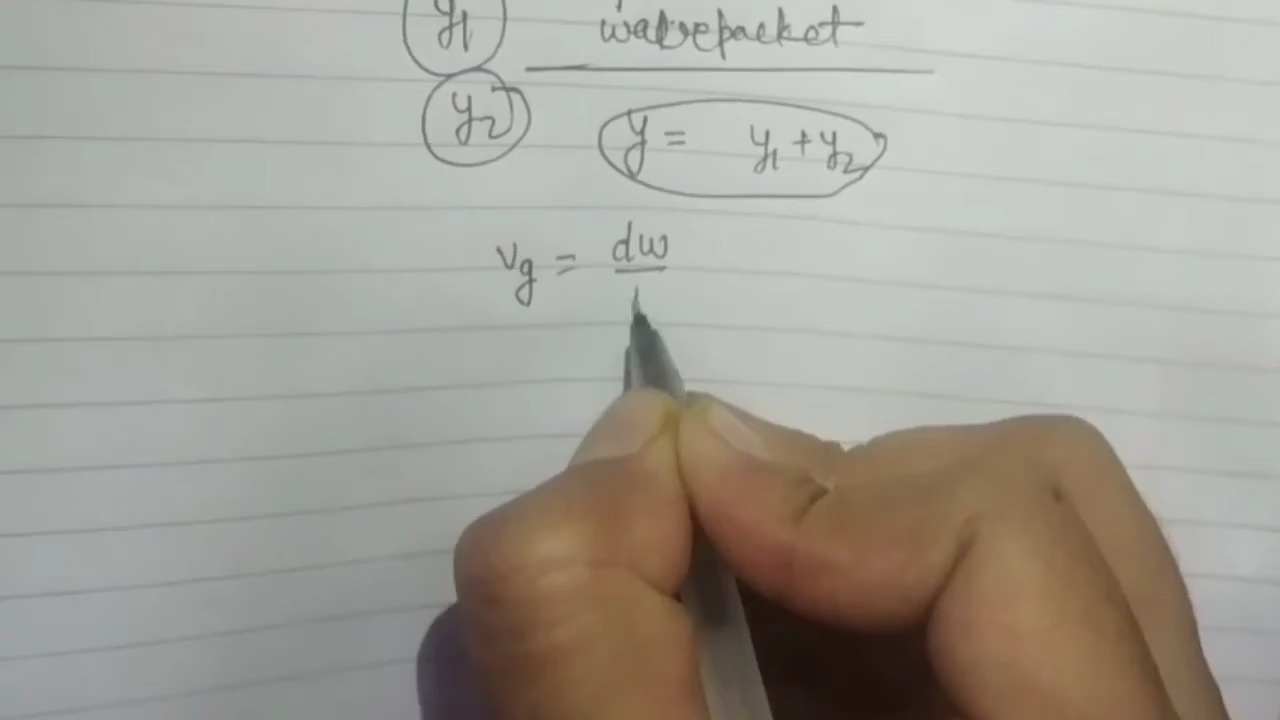 y1 wavepacket
y2 y = y1 + y2
vg = dw